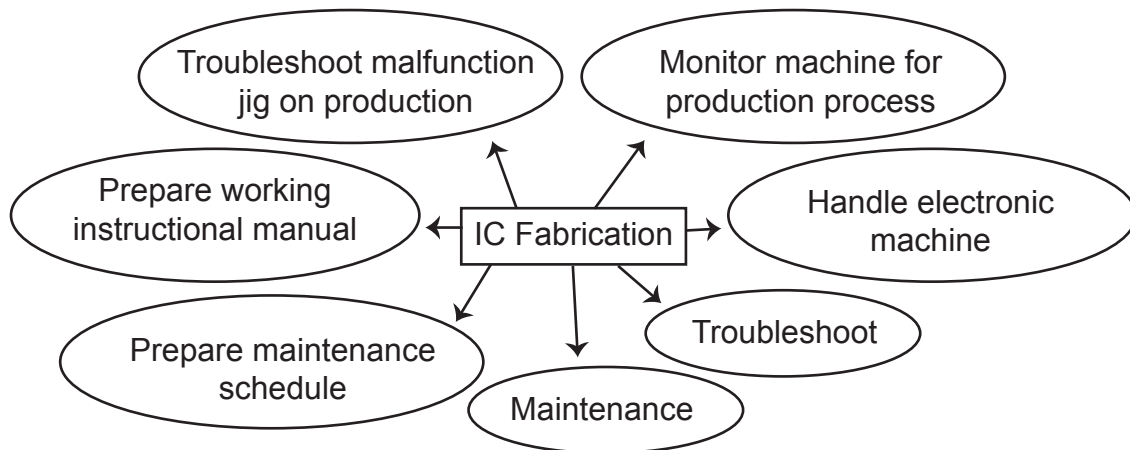 Troubleshoot malfunction
jig on production
Monitor machine for
production process
Prepare working
instructional manual
IC Fabrication
Handle electronic
machine
Prepare maintenance
schedule
Maintenance
Troubleshoot